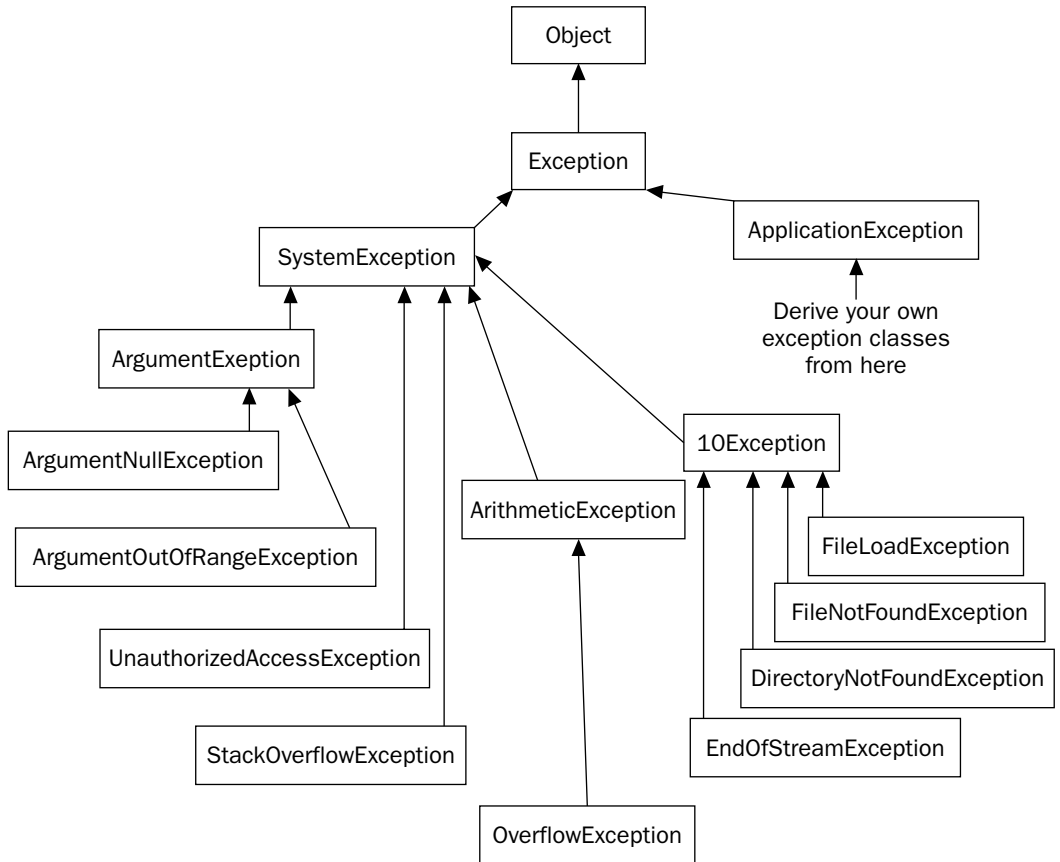 Object
Exception
ApplicationException
SystemException
Derive your own
exception classes
from here
ArgumentExeption
10Exception
ArgumentNullException
ArithmeticException
FileLoadException
ArgumentOutOfRangeException
FileNotFoundException
UnauthorizedAccessException
DirectoryNotFoundException
EndOfStreamException
StackOverflowException
OverflowException